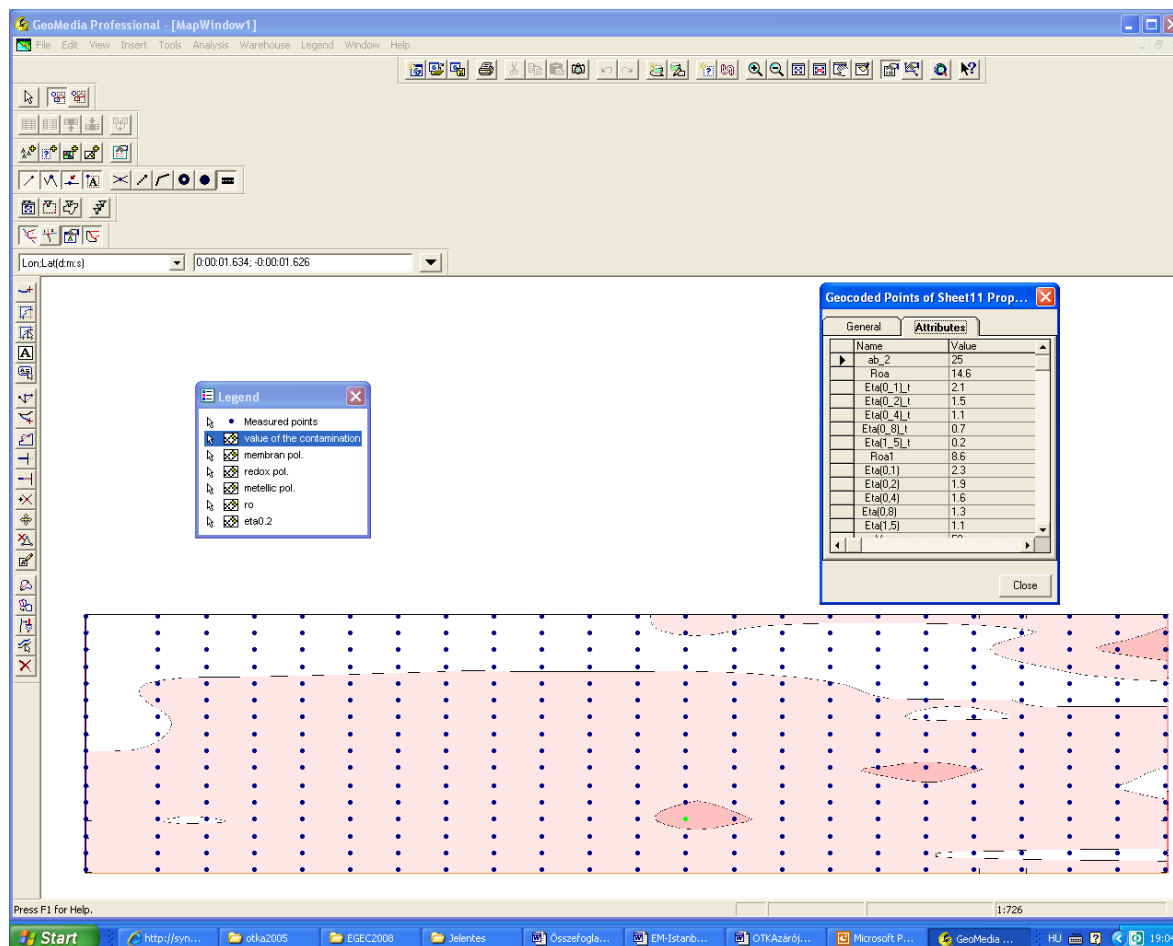 GeoMedia Professional - [MapWindow1]
File Edit View Insert Tools Analysis Warehouse Legend Window Help
Lon;Lat(d:m:s) 0:00:01.634; -0:00:01.626
Geocoded Points of Sheet11 Prop...
General Attributes
Name Value
ab_2 25
Roa 14.6
Eta(0_1)_t 2.1
Eta(0_2)_t 1.5
Eta(0_4)_t 1.1
Eta(0_8)_t 0.7
Eta(1_5)_t 0.2
Roa1 8.6
Eta(0,1) 2.3
Eta(0,2) 1.9
Eta(0,4) 1.6
Eta(0,8) 1.3
Eta(1,5) 1.1
Close
Legend
Measured points
value of the contamination
membran pol.
redox pol.
metellic pol.
ro
eta0.2
Press F1 for Help.
1:726
Start http://syn... otka2005 EGEC2008 Jelentes Összefogla... EM-Istanb... OTKAzárój... Microsoft P... GeoMedia ... HU